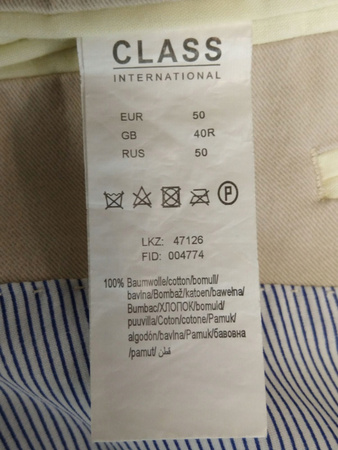 CLASS
INTERNATIONAL
EUR 50
GB 40R
RUS 50
P
LKZ: 47126
FID: 004774
100% Baumwolle/cotton/bomull/
bavlna/Bombaž/katoen/bawełna/
Bumbac/ХЛОПОК/bomuld/
puuvilla/Coton/cotone/Pamuk/
algodón/bavlna/Pamuk/бавовна
/pamut/ قطن